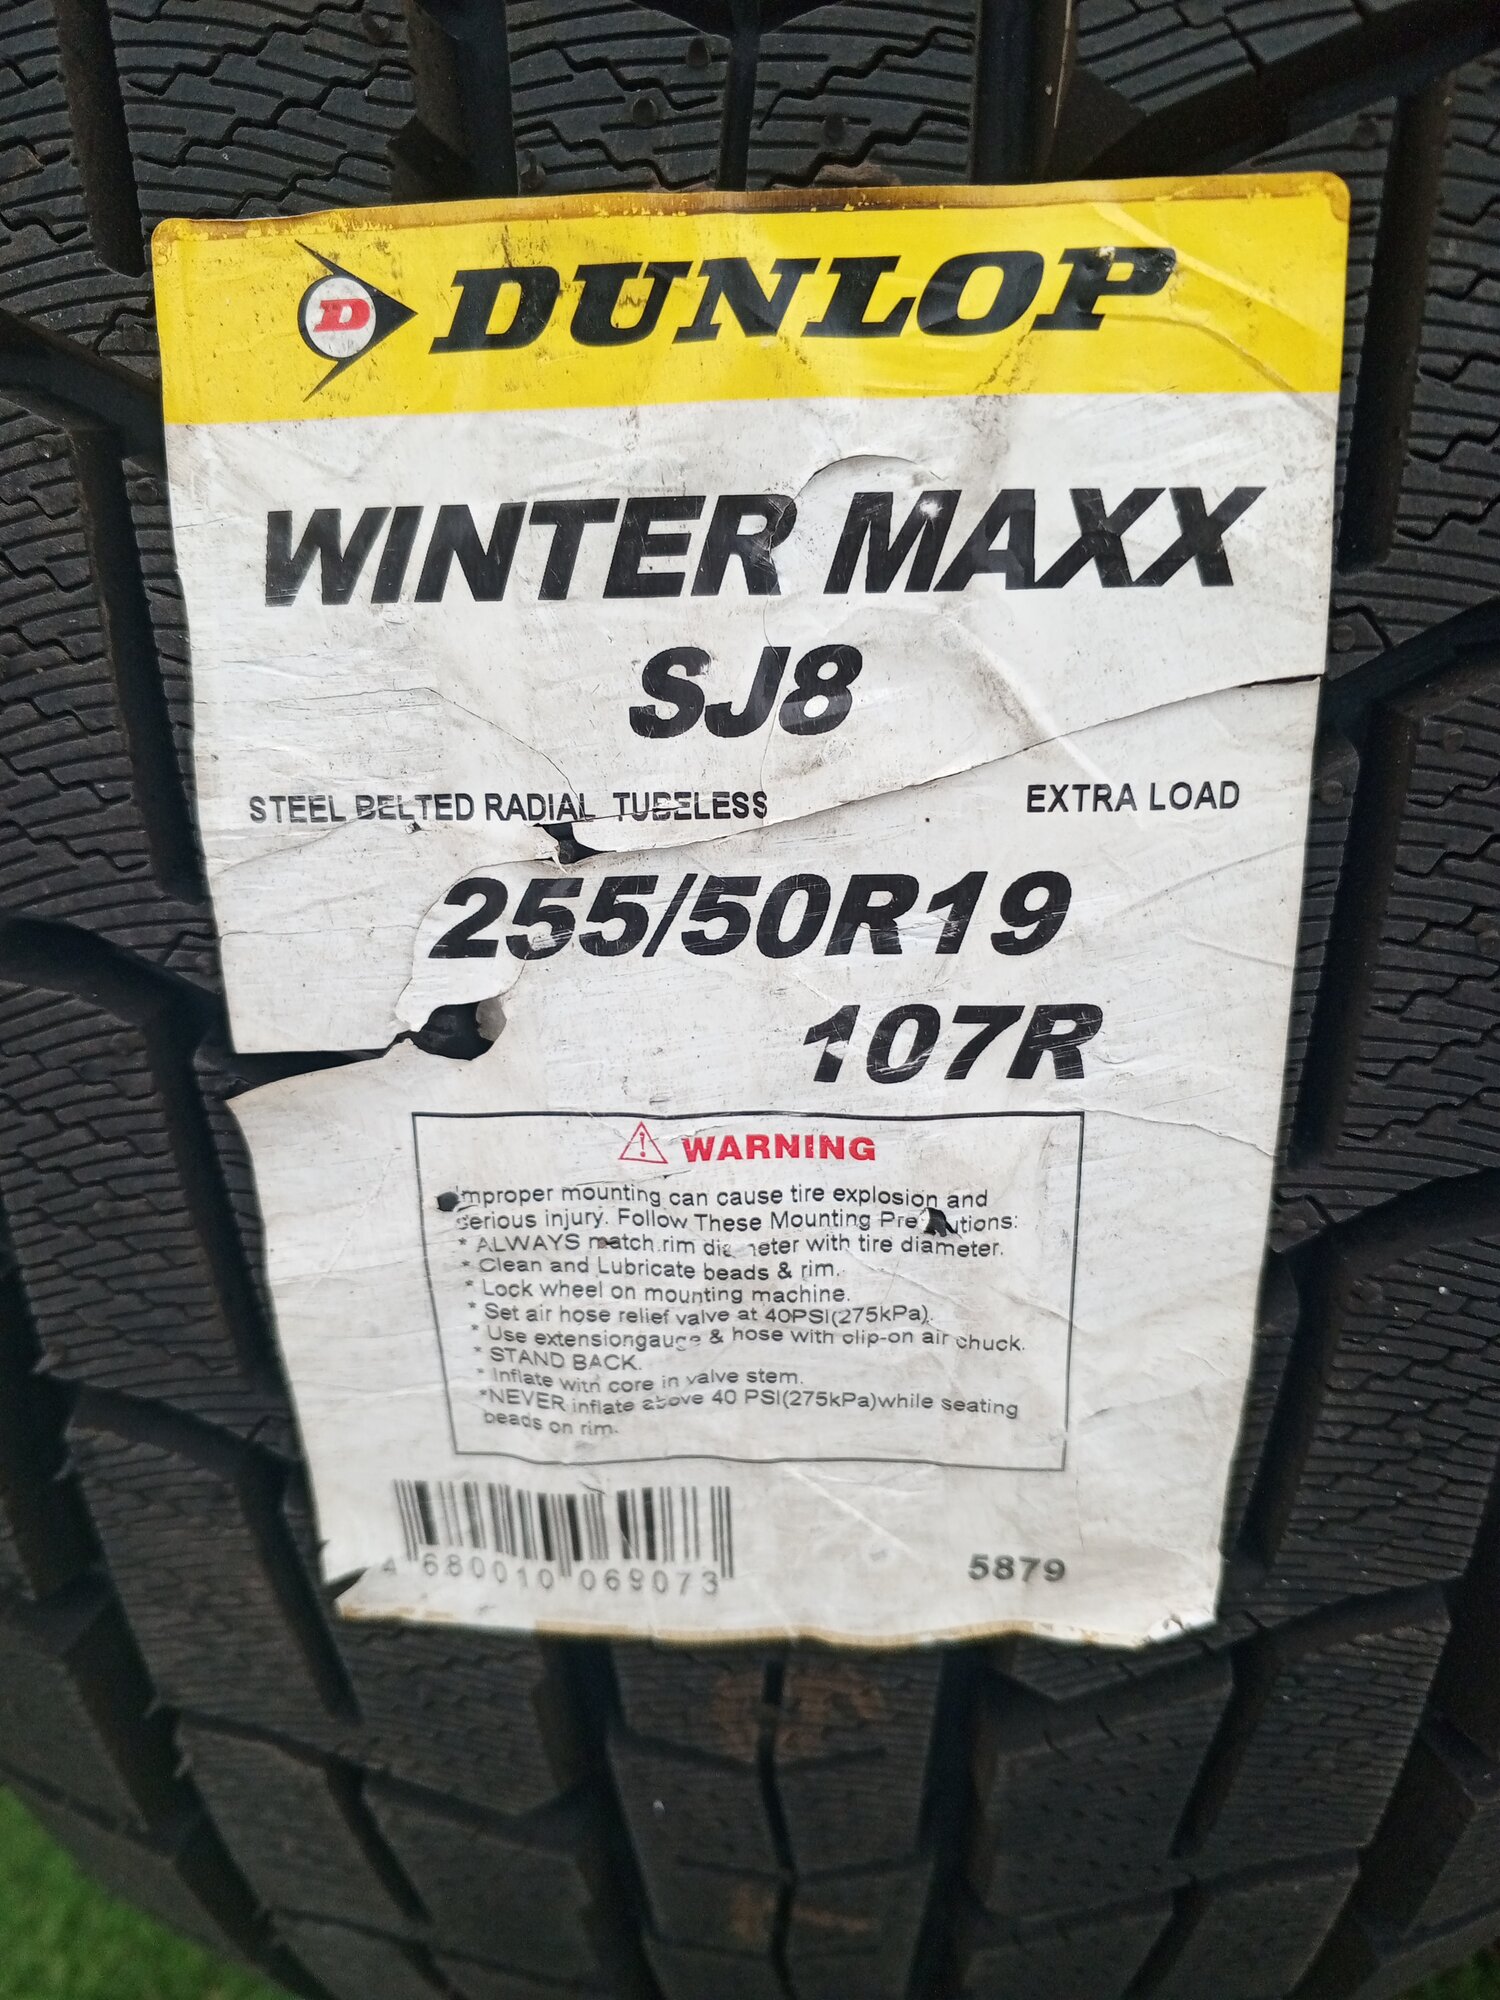 D DUNLOP
WINTER MAXX
SJ8
STEEL BELTED RADIAL TUBELESS EXTRA LOAD
255/50R19
107R
WARNING
Improper mounting can cause tire explosion and
serious injury. Follow These Mounting Precautions:
* ALWAYS match rim diameter with tire diameter.
* Clean and Lubricate beads & rim.
* Lock wheel on mounting machine.
* Set air hose relief valve at 40PSI(275kPa).
* Use extensiongauge & hose with clip-on air chuck.
* STAND BACK.
* Inflate with core in valve stem.
*NEVER inflate above 40 PSI(275kPa)while seating
beads on rim.
4 680010 069073 5879